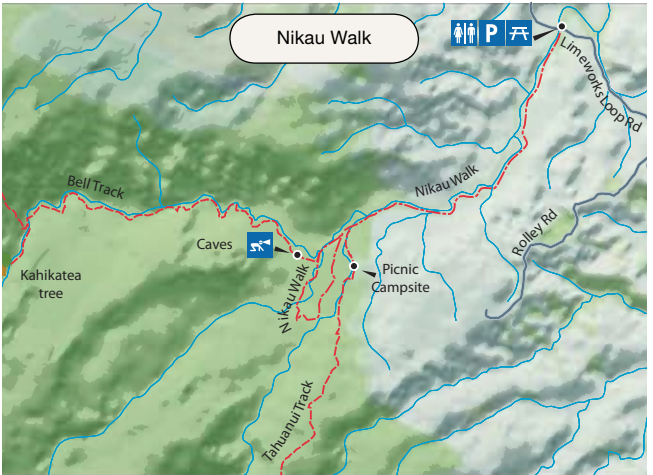 Nikau Walk
P
Limeworks Loop Rd
Bell Track
Nikau Walk
Rolley Rd
Caves
Kahikatea
tree
Nikau Walk
Picnic
Campsite
Tahuanui Track